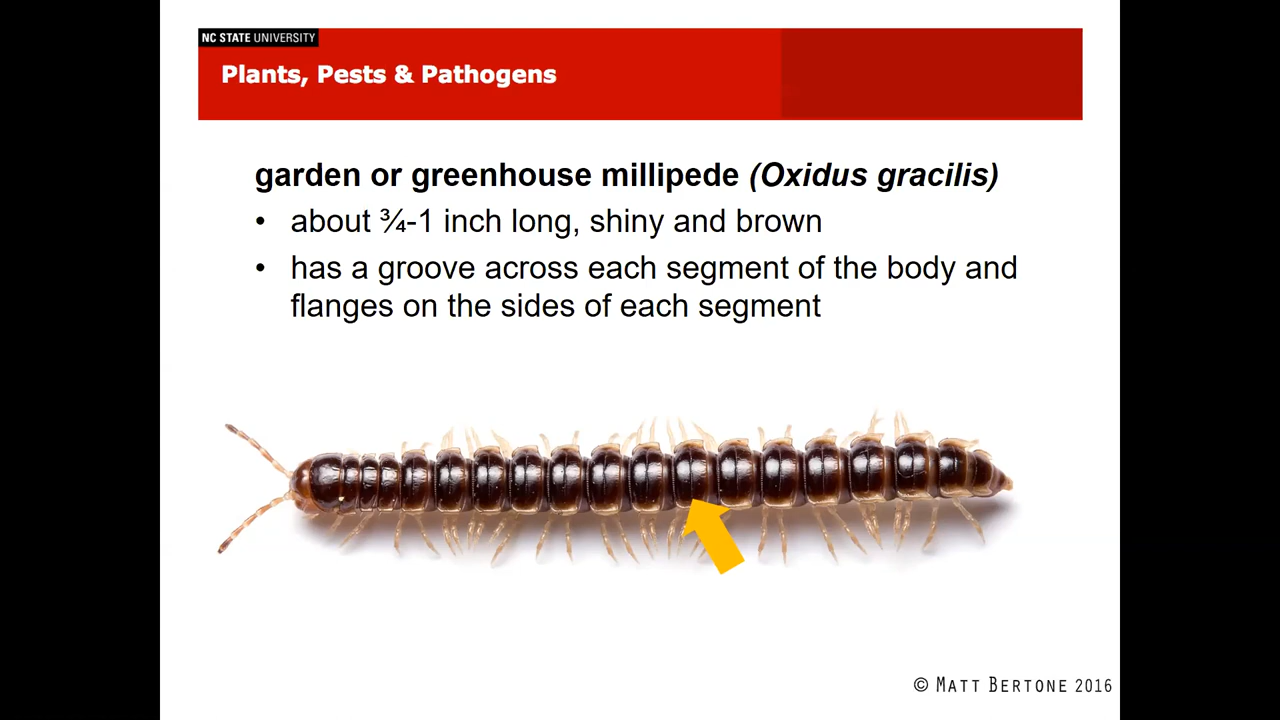 NC STATE UNIVERSITY
Plants, Pests & Pathogens
garden or greenhouse millipede (Oxidus gracilis)
• about ¾-1 inch long, shiny and brown
• has a groove across each segment of the body and
flanges on the sides of each segment
© MATT BERTONE 2016